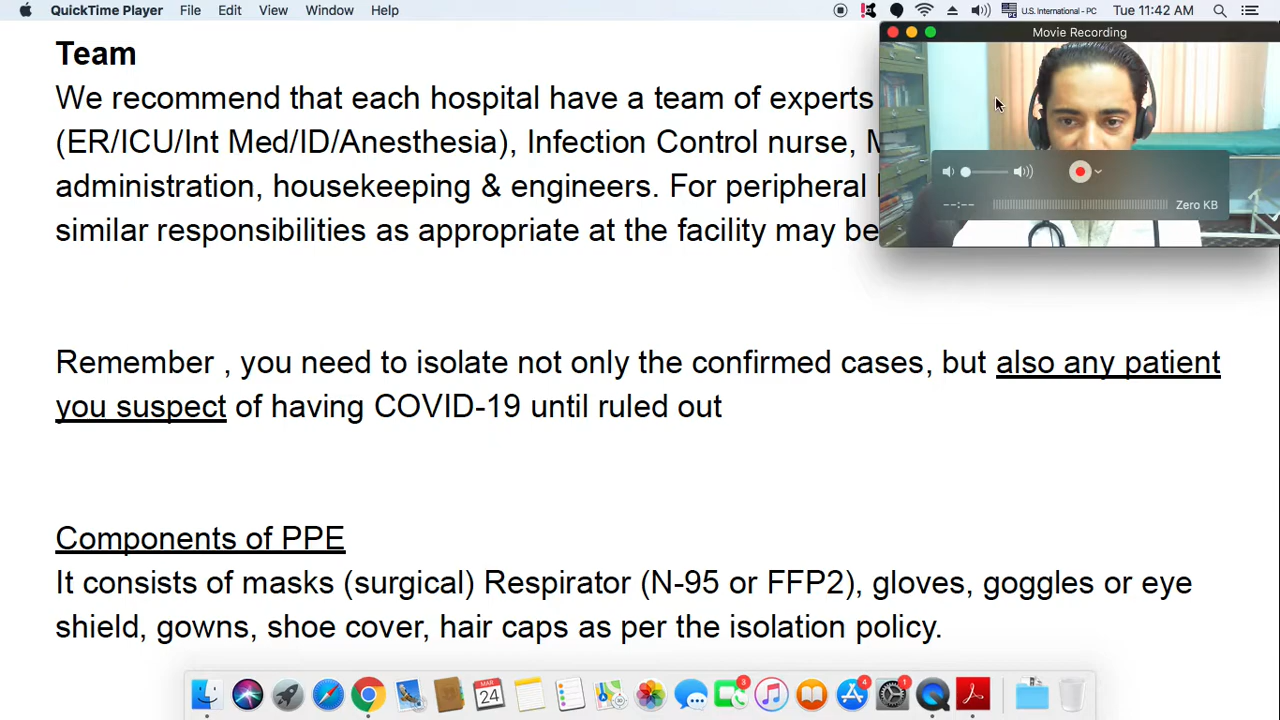 QuickTime Player File Edit View Window Help U.S. International - PC Tue 11:42 AM
Movie Recording
--:-- Zero KB
Team
We recommend that each hospital have a team of experts
(ER/ICU/Int Med/ID/Anesthesia), Infection Control nurse,
administration, housekeeping & engineers. For peripheral
similar responsibilities as appropriate at the facility may be
Remember , you need to isolate not only the confirmed cases, but also any patient
you suspect of having COVID-19 until ruled out
Components of PPE
It consists of masks (surgical) Respirator (N-95 or FFP2), gloves, goggles or eye
shield, gowns, shoe cover, hair caps as per the isolation policy.
MAR
24
3
4
1